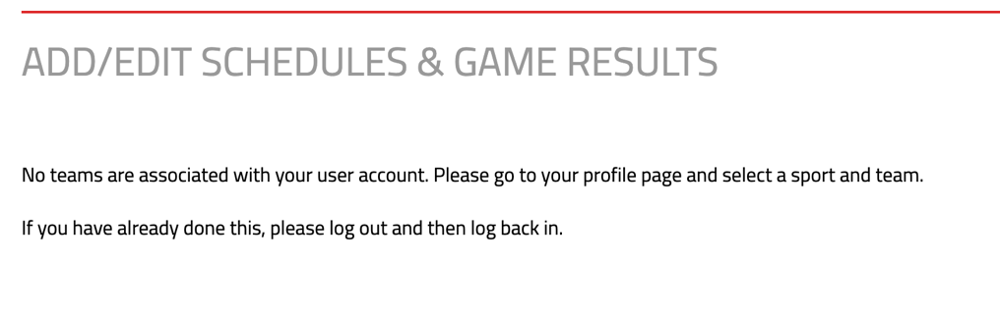 ADD/EDIT SCHEDULES & GAME RESULTS
No teams are associated with your user account. Please go to your profile page and select a sport and team.
If you have already done this, please log out and then log back in.